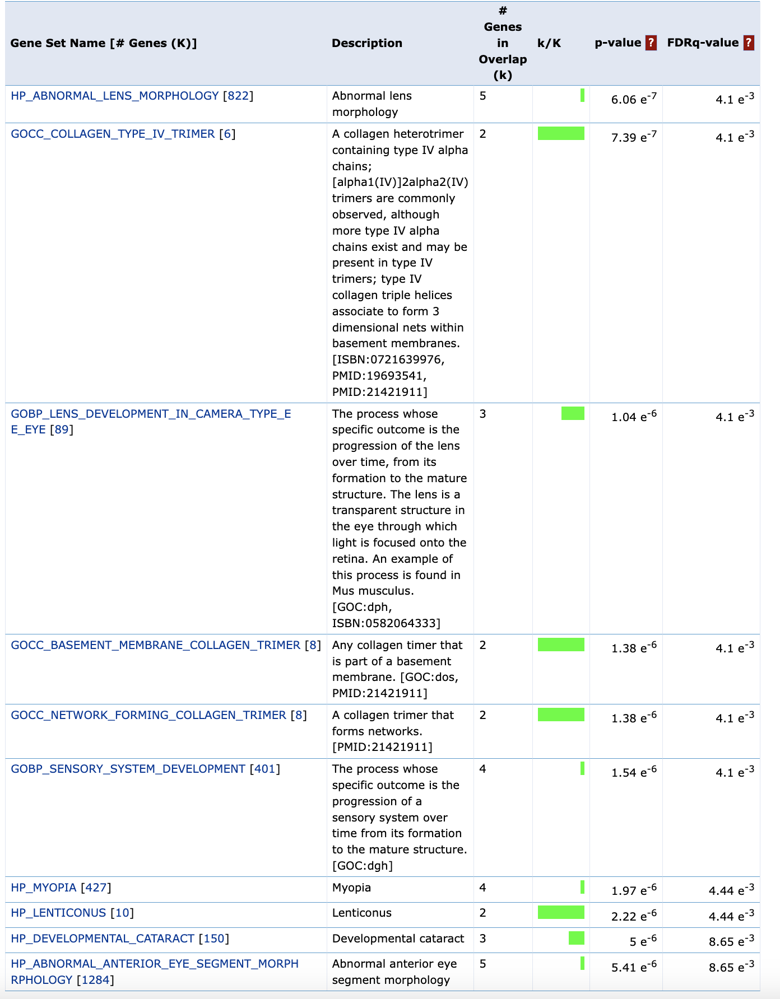 #
Genes
Gene Set Name [# Genes (K)] Description in k/K p-value ? FDRq-value ?
Overlap
(k)
HP_ABNORMAL_LENS_MORPHOLOGY [822] Abnormal lens 5 6.06 e-7 4.1 e-3
morphology
GOCC_COLLAGEN_TYPE_IV_TRIMER [6] A collagen heterotrimer 2 7.39 e-7 4.1 e-3
containing type IV alpha
chains;
[alpha1(IV)]2alpha2(IV)
trimers are commonly
observed, although
more type IV alpha
chains exist and may be
present in type IV
trimers; type IV
collagen triple helices
associate to form 3
dimensional nets within
basement membranes.
[ISBN:0721639976,
PMID:19693541,
PMID:21421911]
GOBP_LENS_DEVELOPMENT_IN_CAMERA_TYPE_E The process whose 3 1.04 e-6 4.1 e-3
E_EYE [89] specific outcome is the
progression of the lens
over time, from its
formation to the mature
structure. The lens is a
transparent structure in
the eye through which
light is focused onto the
retina. An example of
this process is found in
Mus musculus.
[GOC:dph,
ISBN:0582064333]
GOCC_BASEMENT_MEMBRANE_COLLAGEN_TRIMER [8] Any collagen timer that 2 1.38 e-6 4.1 e-3
is part of a basement
membrane. [GOC:dos,
PMID:21421911]
GOCC_NETWORK_FORMING_COLLAGEN_TRIMER [8] A collagen trimer that 2 1.38 e-6 4.1 e-3
forms networks.
[PMID:21421911]
GOBP_SENSORY_SYSTEM_DEVELOPMENT [401] The process whose 4 1.54 e-6 4.1 e-3
specific outcome is the
progression of a
sensory system over
time from its formation
to the mature structure.
[GOC:dgh]
HP_MYOPIA [427] Myopia 4 1.97 e-6 4.44 e-3
HP_LENTICONUS [10] Lenticonus 2 2.22 e-6 4.44 e-3
HP_DEVELOPMENTAL_CATARACT [150] Developmental cataract 3 5 e-6 8.65 e-3
HP_ABNORMAL_ANTERIOR_EYE_SEGMENT_MORPH Abnormal anterior eye 5 5.41 e-6 8.65 e-3
RPHOLOGY [1284] segment morphology